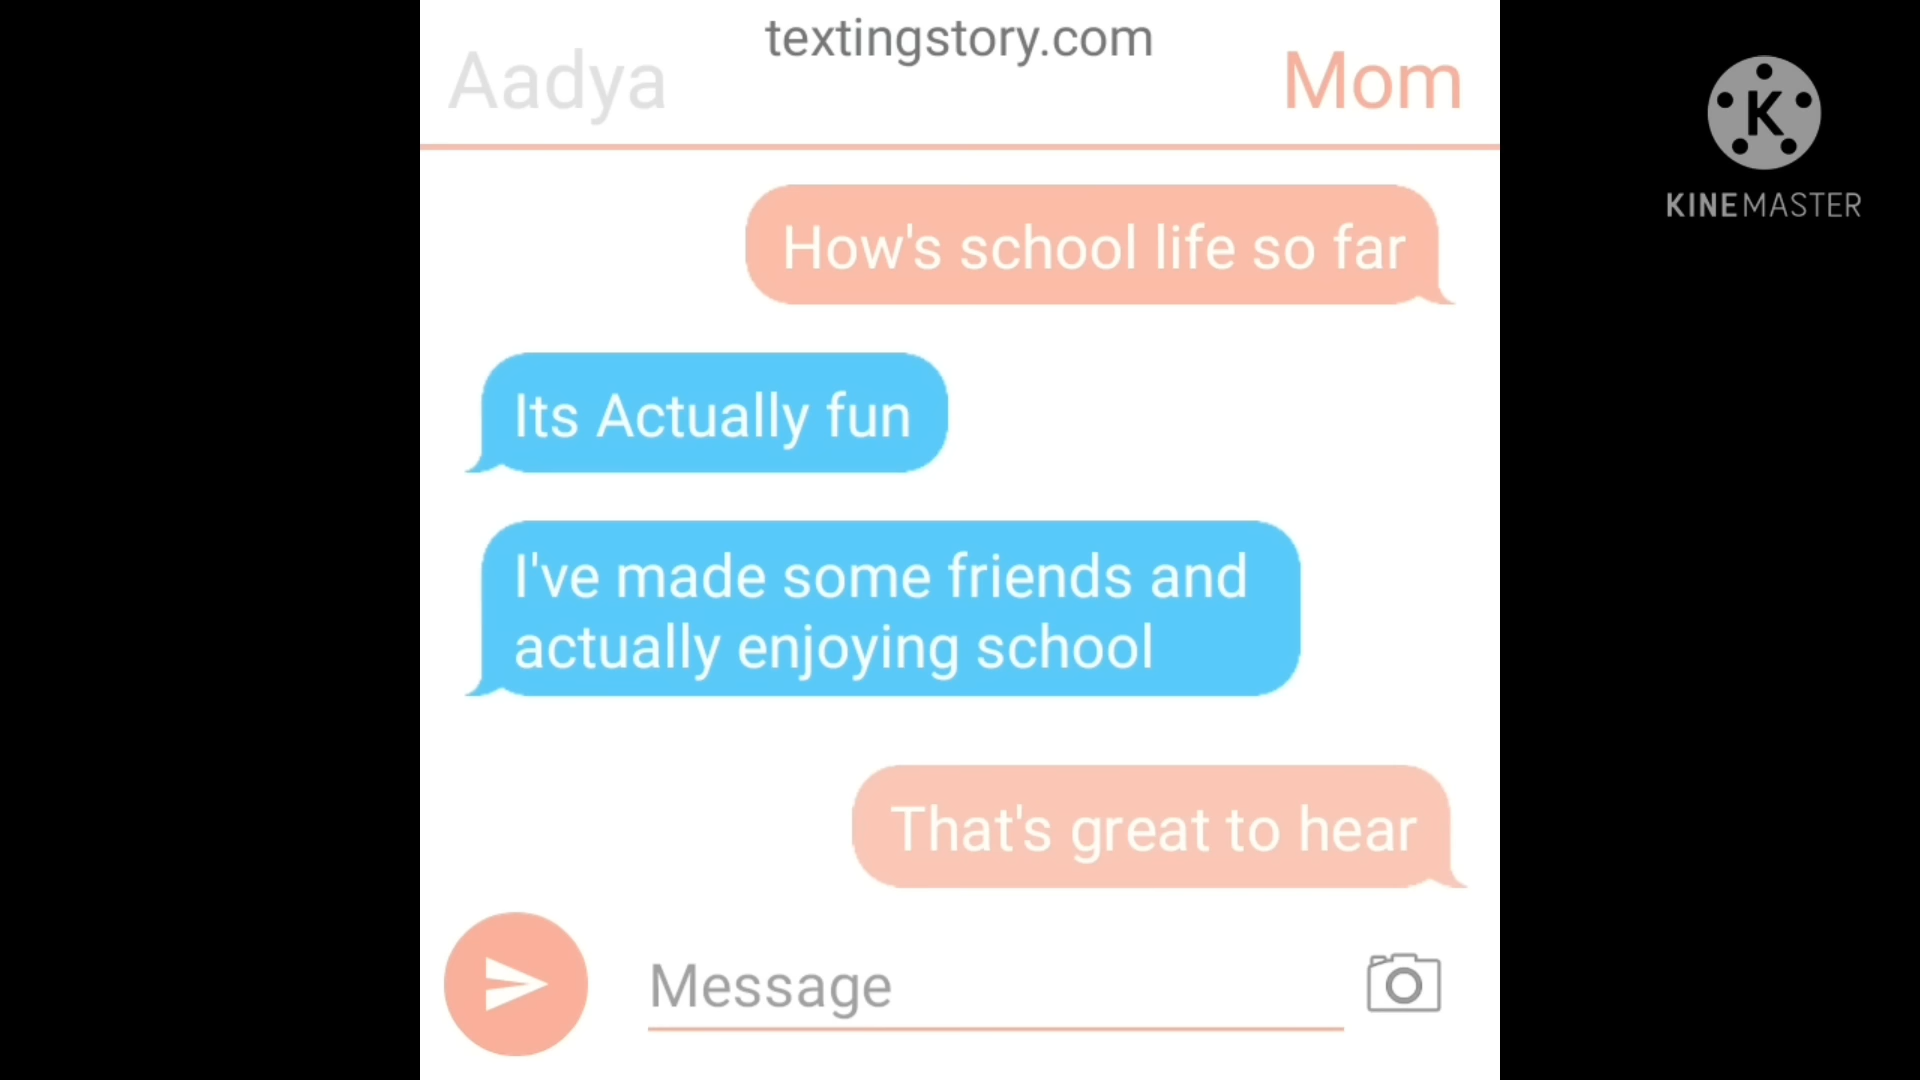 textingstory.com
Aadya
Mom
K
KINEMASTER
How's school life so far
Its Actually fun
I've made some friends and
actually enjoying school
That's great to hear
Message